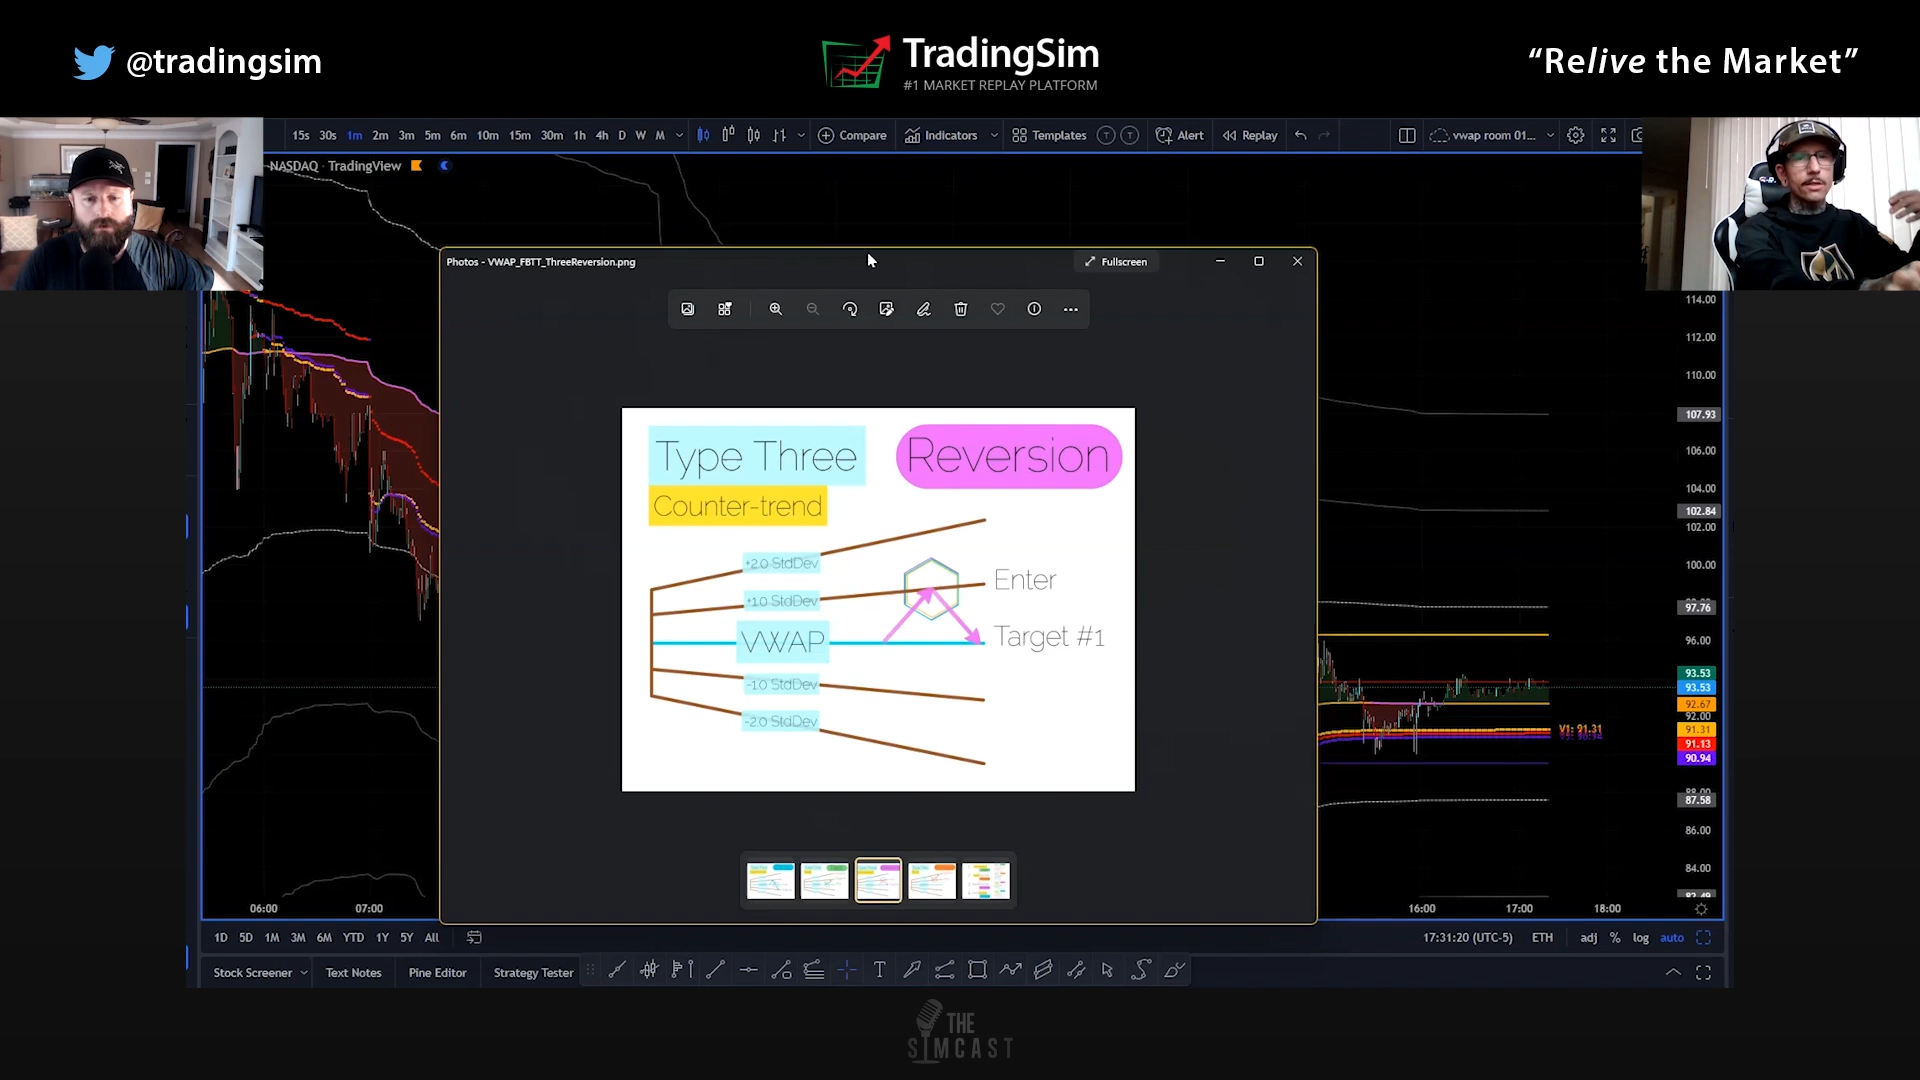 @tradingsim
TradingSim
#1 MARKET REPLAY PLATFORM
“Relive the Market”
15s 30s 1m 2m 3m 5m 6m 10m 15m 30m 1h 4h D W M
Compare
Indicators
Templates
T T
Alert
Replay
vwap room 01...
NASDAQ · TradingView
Photos - VWAP_FBTT_ThreeReversion.png
Fullscreen
Type Three
Reversion
Counter-trend
+2.0 StdDev
+1.0 StdDev
Enter
VWAP
Target #1
-1.0 StdDev
-2.0 StdDev
114.00
112.00
110.00
107.93
106.00
104.00
102.84
102.00
100.00
97.76
96.00
93.53
93.53
92.67
92.00
V1: 91.31
91.31
91.13
90.94
87.58
86.00
84.00
06:00 07:00 16:00 17:00 18:00
1D 5D 1M 3M 6M YTD 1Y 5Y All
17:31:20 (UTC-5) ETH adj % log auto
Stock Screener Text Notes Pine Editor Strategy Tester
THE
SIMCAST